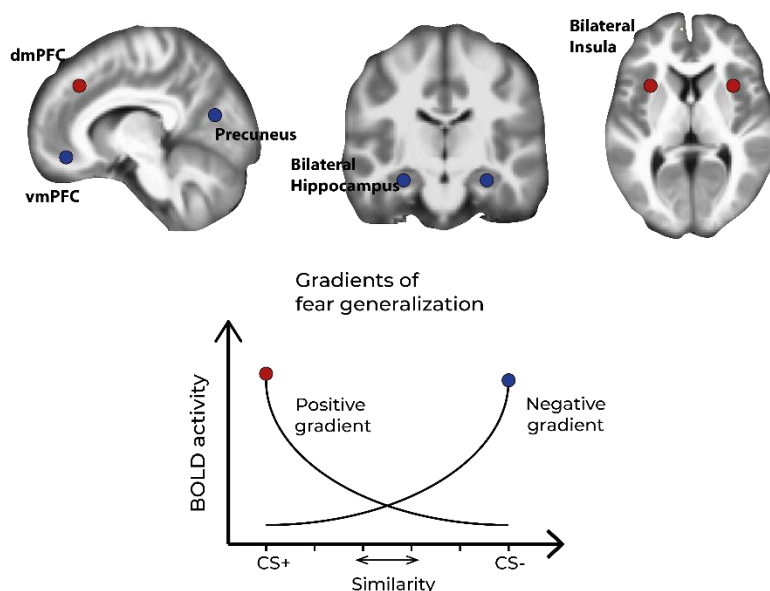 dmPFC
Precuneus
vmPFC
Bilateral
Hippocampus
Bilateral
Insula
Gradients of
fear generalization
BOLD activity
Positive
gradient
Negative
gradient
CS+
CS-
Similarity